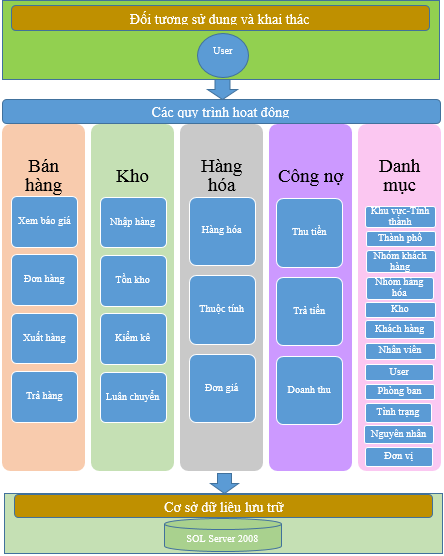 Đối tượng sử dụng và khai thác
User
Các quy trình hoạt động
Bán
hàng
Xem báo giá
Đơn hàng
Xuất hàng
Trả hàng
Kho
Nhập hàng
Tồn kho
Kiểm kê
Luân chuyển
Hàng
hóa
Hàng hóa
Thuộc tính
Đơn giá
Công nợ
Thu tiền
Trả tiền
Doanh thu
Danh
mục
Khu vực-Tỉnh
thành
Thành phố
Nhóm khách
hàng
Nhóm hàng
hóa
Kho
Khách hàng
Nhân viên
User
Phòng ban
Tình trạng
Nguyên nhân
Đơn vị
Cơ sở dữ liệu lưu trữ
SQL Server 2008